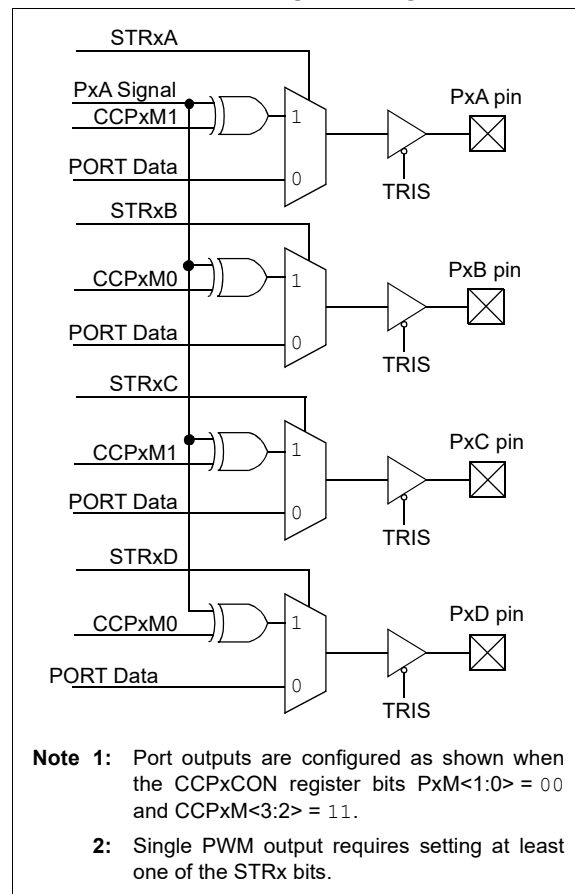 STRxA
PxA Signal
PxA pin
CCPxM1
1
PORT Data
0
TRIS
STRxB
PxB pin
CCPxM0
1
PORT Data
0
TRIS
STRxC
PxC pin
CCPxM1
1
PORT Data
0
TRIS
STRxD
PxD pin
CCPxM0
1
PORT Data
0
TRIS
Note 1: Port outputs are configured as shown when
the CCPxCON register bits PxM<1:0> = 00
and CCPxM<3:2> = 11.
2: Single PWM output requires setting at least
one of the STRx bits.